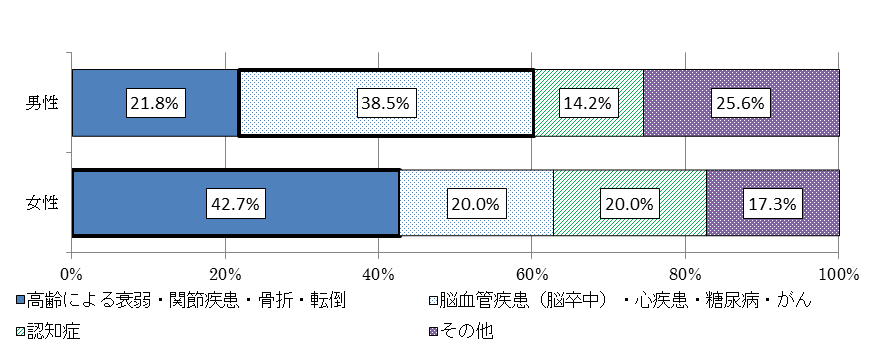 男性 21.8% 38.5% 14.2% 25.6%
女性 42.7% 20.0% 20.0% 17.3%
0% 20% 40% 60% 80% 100%
高齢による衰弱・関節疾患・骨折・転倒 脳血管疾患（脳卒中）・心疾患・糖尿病・がん
認知症 その他